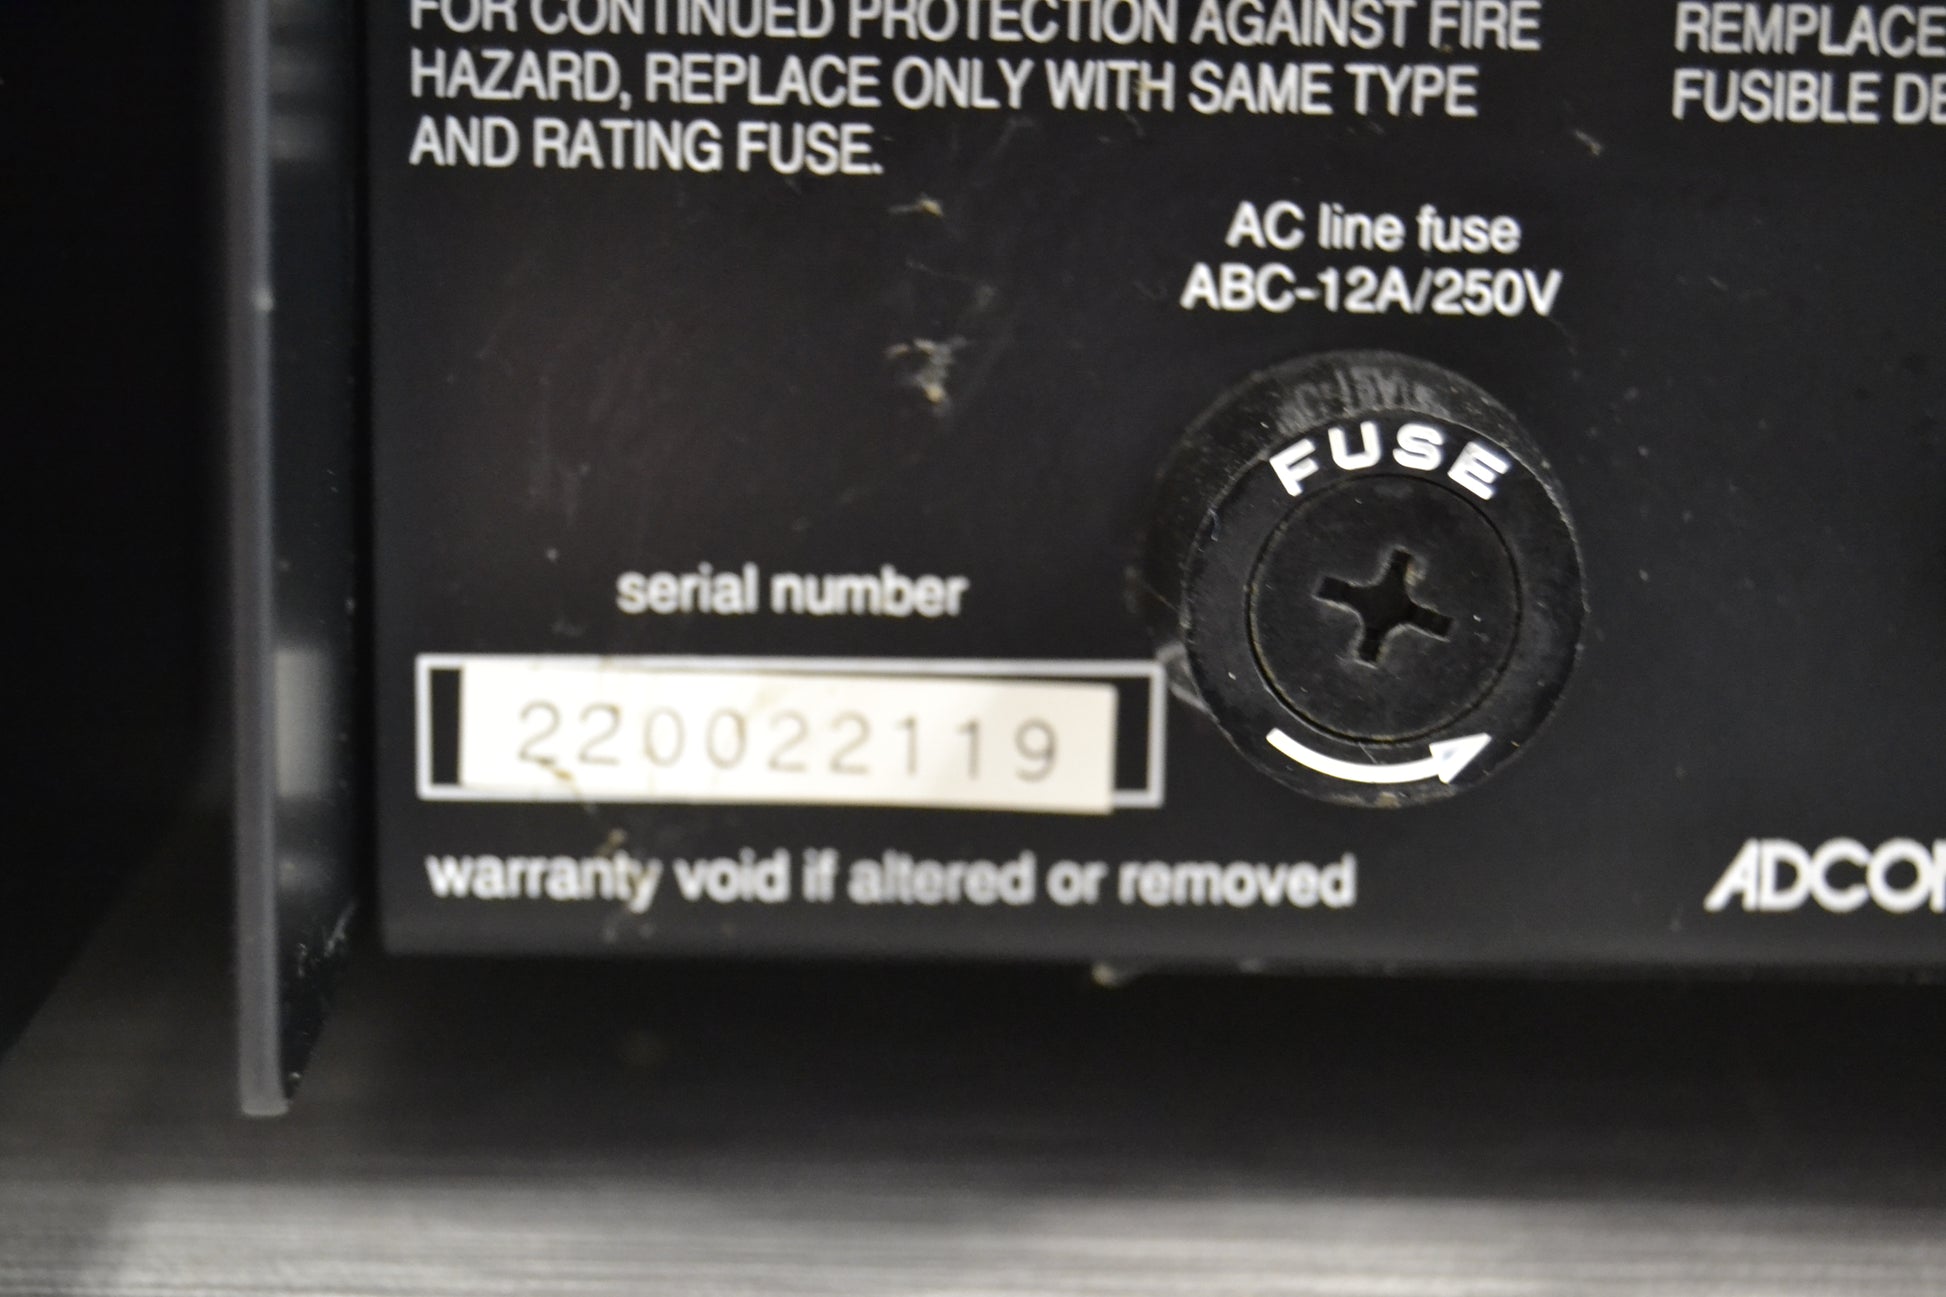 FOR CONTINUED PROTECTION AGAINST FIRE
HAZARD, REPLACE ONLY WITH SAME TYPE
AND RATING FUSE.
REMPLACE
FUSIBLE DE
AC line fuse
ABC-12A/250V
FUSE
serial number
220022119
warranty void if altered or removed
ADCOM